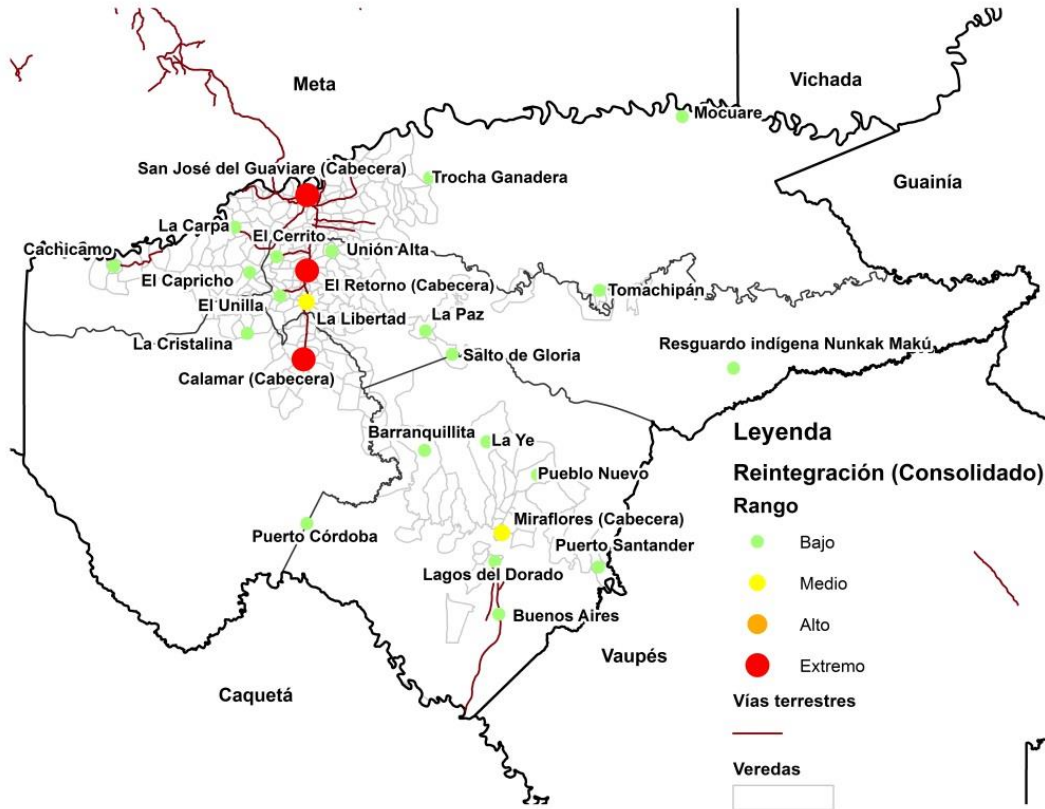 Meta
Vichada
Mocuare
San José del Guaviare (Cabecera)
Trocha Ganadera
Guainía
La Carpa
El Cerrito
Unión Alta
Cachicamo
El Capricho
El Retorno (Cabecera)
Tomachipán
El Unilla
La Libertad
La Paz
La Cristalina
Salto de Gloria
Resguardo indígena Nunkak Makú
Calamar (Cabecera)
Barranquillita
La Ye
Pueblo Nuevo
Miraflores (Cabecera)
Puerto Córdoba
Puerto Santander
Lagos del Dorado
Buenos Aires
Vaupés
Caquetá
Leyenda
Reintegración (Consolidado)
Rango
Bajo
Medio
Alto
Extremo
Vías terrestres
Veredas